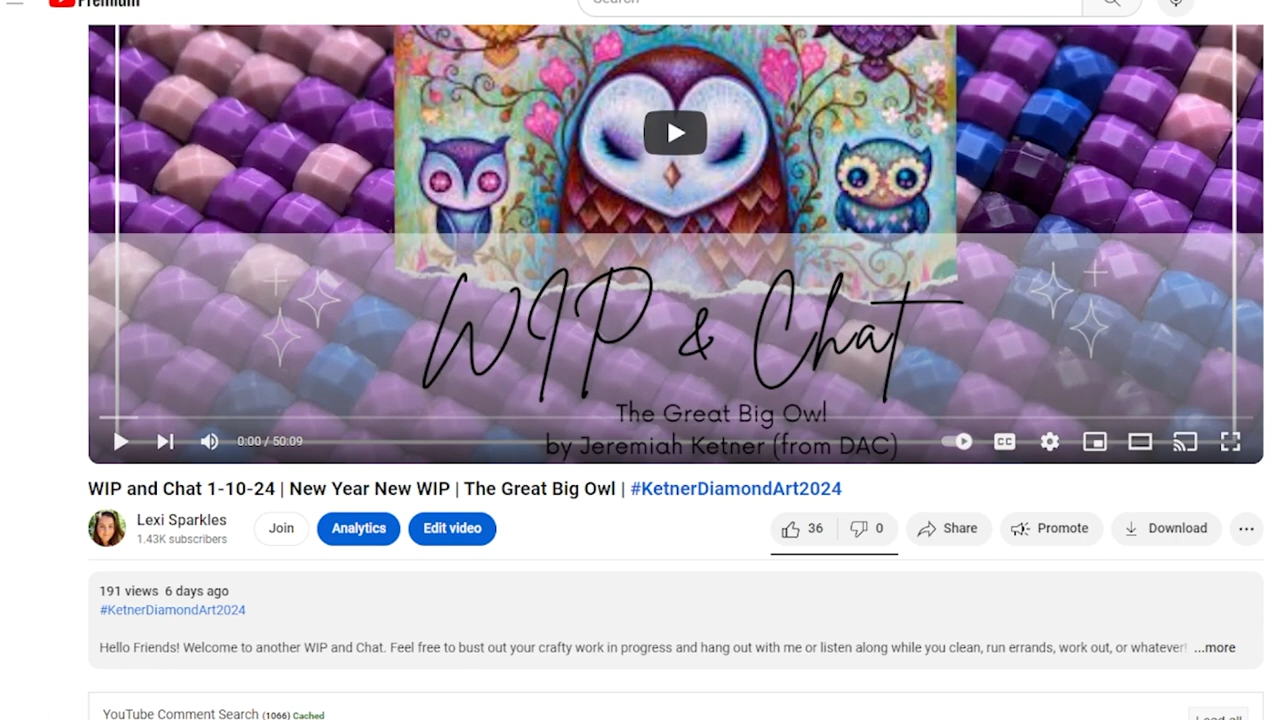 Premium
Search
WIP & Chat
The Great Big Owl
by Jeremiah Ketner (from DAC)
0:00 / 50:09
CC
WIP and Chat 1-10-24 | New Year New WIP | The Great Big Owl | #KetnerDiamondArt2024
Lexi Sparkles
1.43K subscribers
Join
Analytics
Edit video
36
0
Share
Promote
Download
191 views 6 days ago
#KetnerDiamondArt2024
Hello Friends! Welcome to another WIP and Chat. Feel free to bust out your crafty work in progress and hang out with me or listen along while you clean, run errands, work out, or whatever! ...more
YouTube Comment Search (1066) Cached
Load all